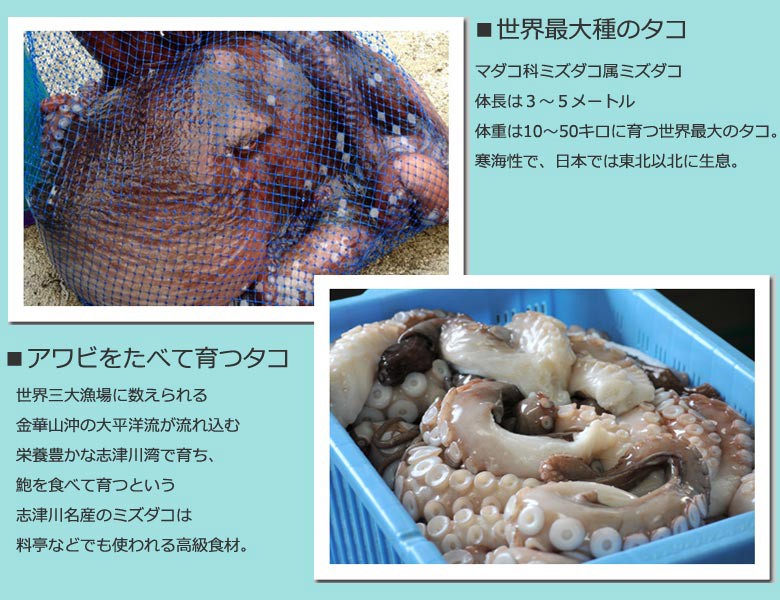 ■世界最大種のタコ
マダコ科ミズダコ属ミズダコ
体長は３～５メートル
体重は10～50キロに育つ世界最大のタコ。
寒海性で、日本では東北以北に生息。
■アワビをたべて育つタコ
世界三大漁場に数えられる
金華山沖の大平洋流が流れ込む
栄養豊かな志津川湾で育ち、
鮑を食べて育つという
志津川名産のミズダコは
料亭などでも使われる高級食材。